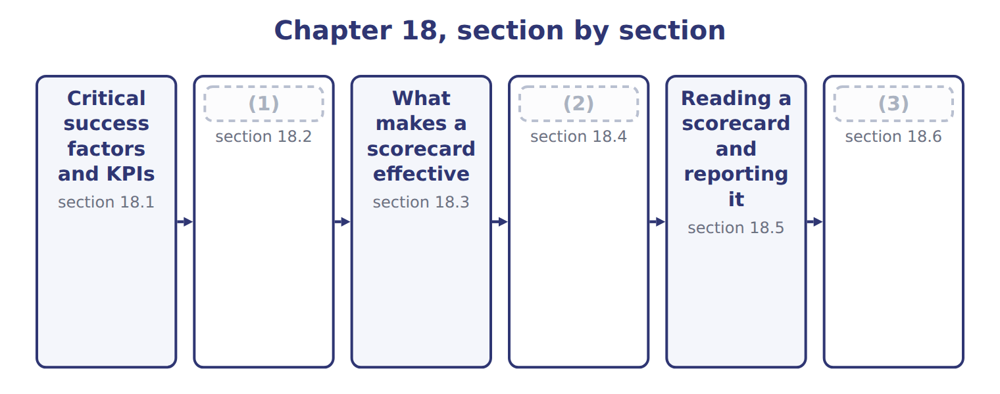 Chapter 18, section by section
Critical
success
factors
and KPIs
section 18.1
(1)
section 18.2
What
makes a
scorecard
effective
section 18.3
(2)
section 18.4
Reading a
scorecard
and
reporting
it
section 18.5
(3)
section 18.6